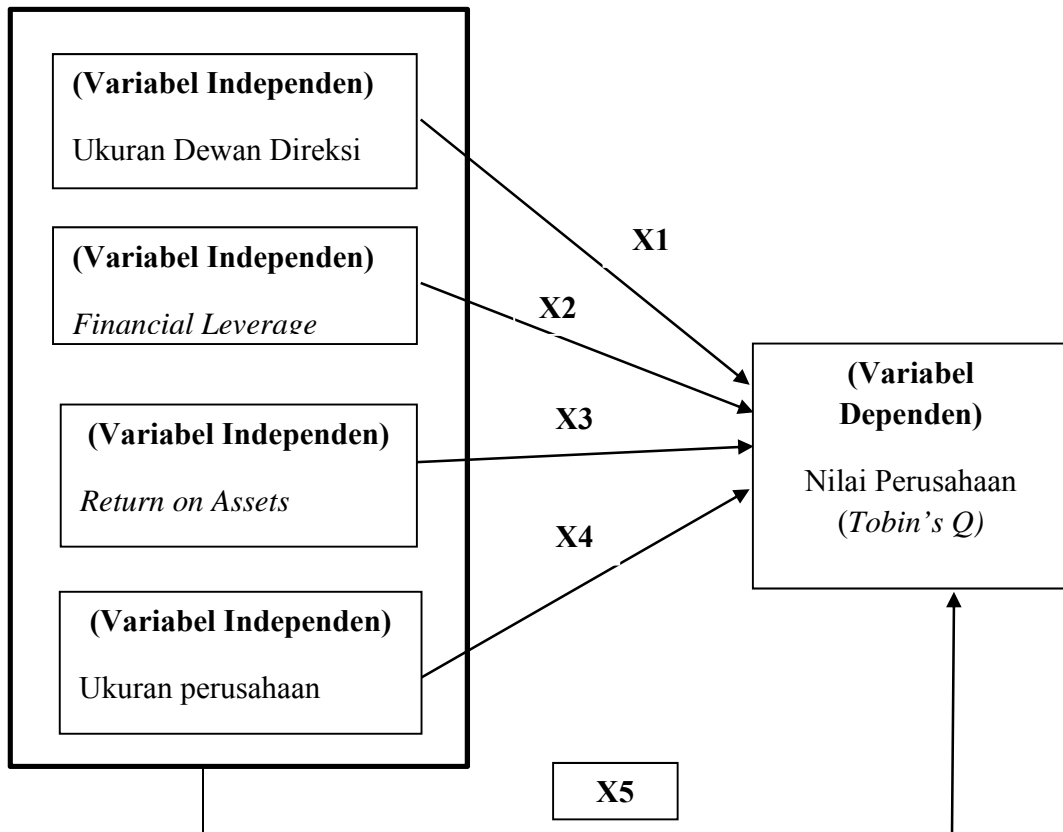 (Variabel Independen)
Ukuran Dewan Direksi
(Variabel Independen)
Financial Leverage
(Variabel Independen)
Return on Assets
(Variabel Independen)
Ukuran perusahaan
X1
X2
X3
X4
(Variabel
Dependen)
Nilai Perusahaan
(Tobin’s Q)
X5